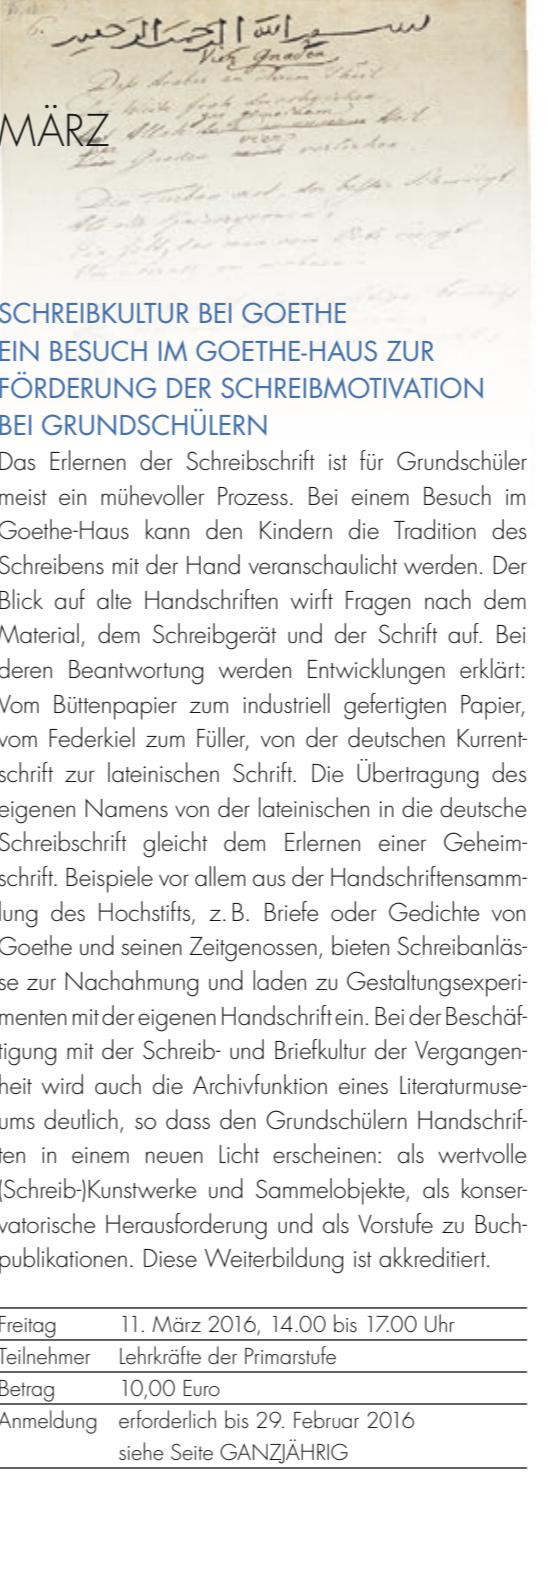 بسم الله الرحمن الرحيم
Vier Gnaden
MÄRZ
SCHREIBKULTUR BEI GOETHE
EIN BESUCH IM GOETHE-HAUS ZUR
FÖRDERUNG DER SCHREIBMOTIVATION
BEI GRUNDSCHÜLERN
Das Erlernen der Schreibschrift ist für Grundschüler
meist ein mühevoller Prozess. Bei einem Besuch im
Goethe-Haus kann den Kindern die Tradition des
Schreibens mit der Hand veranschaulicht werden. Der
Blick auf alte Handschriften wirft Fragen nach dem
Material, dem Schreibgerät und der Schrift auf. Bei
deren Beantwortung werden Entwicklungen erklärt:
Vom Büttenpapier zum industriell gefertigten Papier,
vom Federkiel zum Füller, von der deutschen Kurrent-
schrift zur lateinischen Schrift. Die Übertragung des
eigenen Namens von der lateinischen in die deutsche
Schreibschrift gleicht dem Erlernen einer Geheim-
schrift. Beispiele vor allem aus der Handschriftensamm-
lung des Hochstifts, z. B. Briefe oder Gedichte von
Goethe und seinen Zeitgenossen, bieten Schreibanläs-
se zur Nachahmung und laden zu Gestaltungsexperi-
menten mit der eigenen Handschrift ein. Bei der Beschäf-
tigung mit der Schreib- und Briefkultur der Vergangen-
heit wird auch die Archivfunktion eines Literaturmuse-
ums deutlich, so dass den Grundschülern Handschrif-
ten in einem neuen Licht erscheinen: als wertvolle
(Schreib-)Kunstwerke und Sammelobjekte, als konser-
vatorische Herausforderung und als Vorstufe zu Buch-
publikationen. Diese Weiterbildung ist akkreditiert.
Freitag 11. März 2016, 14.00 bis 17.00 Uhr
Teilnehmer Lehrkräfte der Primarstufe
Betrag 10,00 Euro
Anmeldung erforderlich bis 29. Februar 2016
siehe Seite GANZJÄHRIG